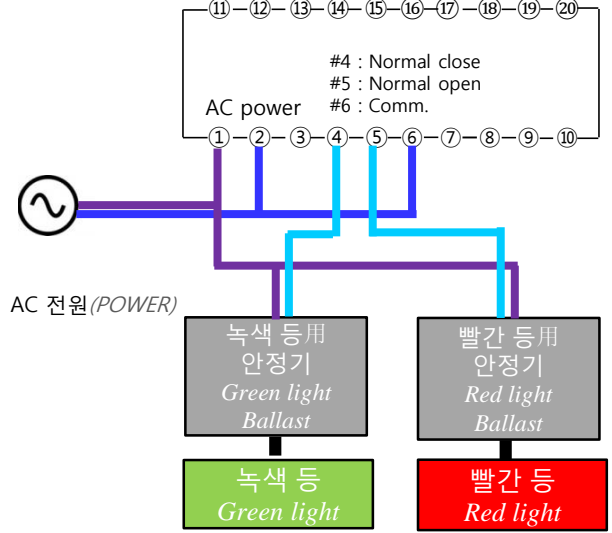 ⑪ ⑫ ⑬ ⑭ ⑮ ⑯ ⑰ ⑱ ⑲ ⑳
#4 : Normal close
#5 : Normal open
#6 : Comm.
AC power
① ② ③ ④ ⑤ ⑥ ⑦ ⑧ ⑨ ⑩
AC 전원(POWER)
녹색 등用
안정기
Green light
Ballast
빨간 등用
안정기
Red light
Ballast
녹색 등
Green light
빨간 등
Red light